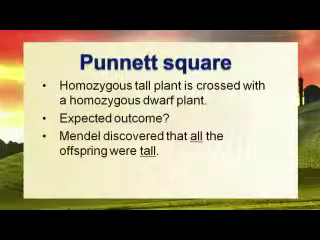 Punnett square
• Homozygous tall plant is crossed with
a homozygous dwarf plant.
• Expected outcome?
• Mendel discovered that all the
offspring were tall.